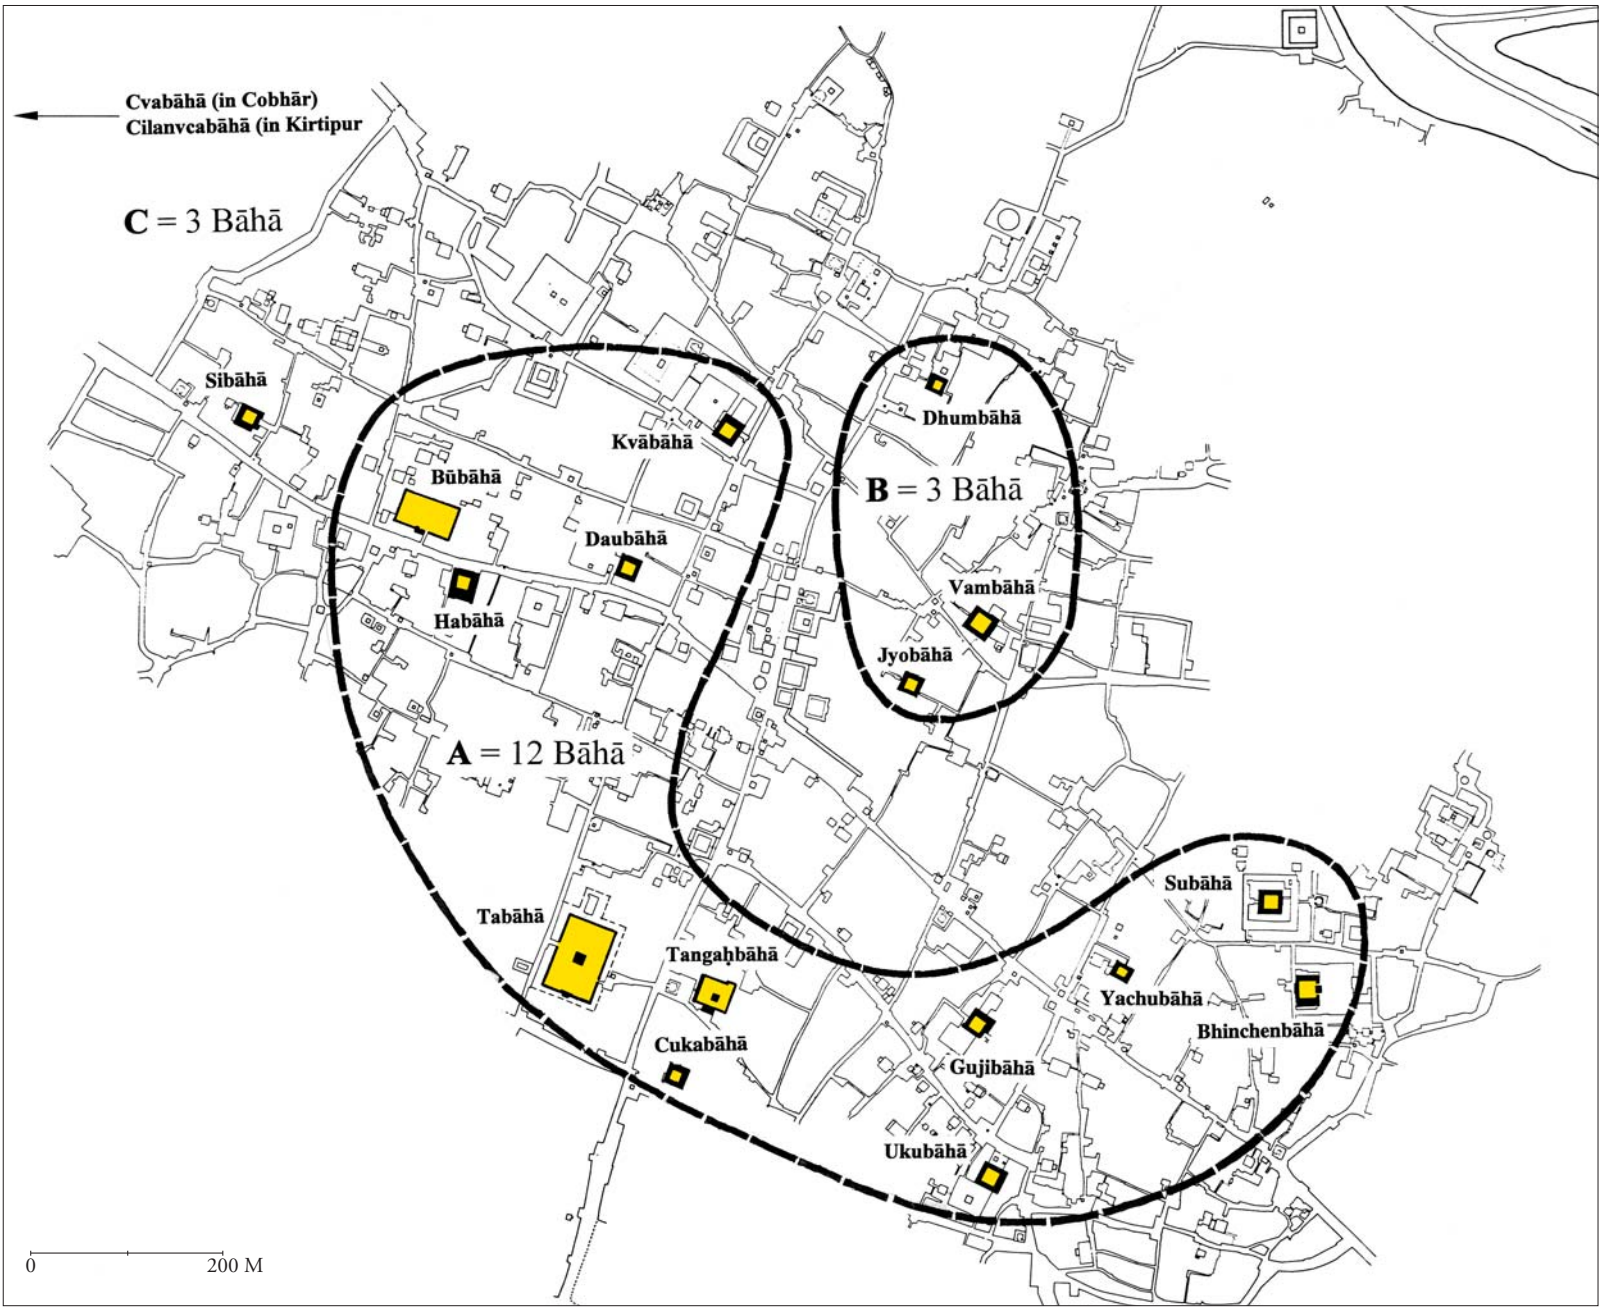 Cvabāhā (in Cobhār)
Cilanvcabāhā (in Kirtipur
C = 3 Bāhā
Sibāhā
Kvābāhā
Dhumbāhā
Būbāhā
B = 3 Bāhā
Daubāhā
Vambāhā
Habāhā
Jyobāhā
A = 12 Bāhā
Subāhā
Tabāhā
Tangaḥbāhā
Yachubāhā
Bhinchenbāhā
Cukabāhā
Gujibāhā
Ukubāhā
0 200 M